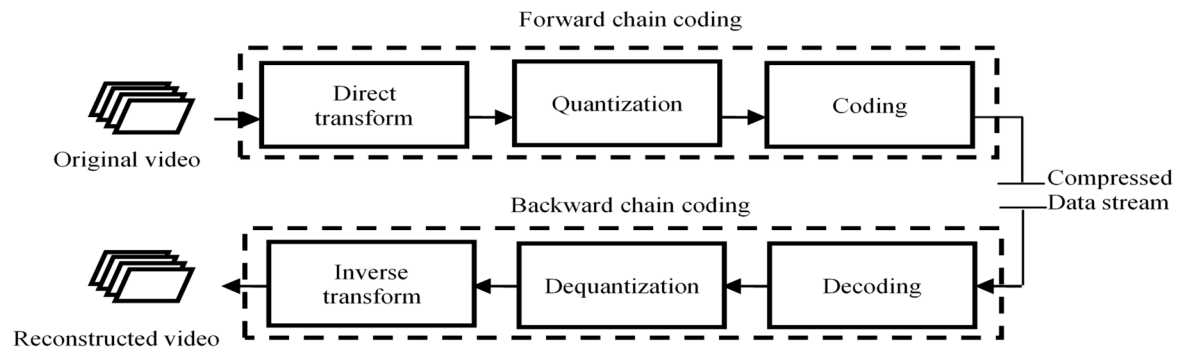 Forward chain coding
Direct
transform
Quantization
Coding
Original video
Compressed
Data stream
Backward chain coding
Inverse
transform
Dequantization
Decoding
Reconstructed video